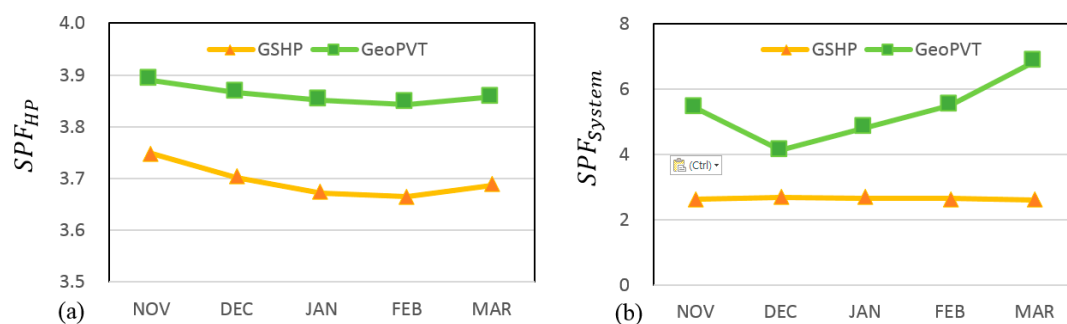 4.0
3.9
3.8
3.7
3.6
3.5
SPF_HP
GSHP GeoPVT
NOV DEC JAN FEB MAR
(a)
8
6
4
2
0
SPF_System
GSHP GeoPVT
(Ctrl)
NOV DEC JAN FEB MAR
(b)